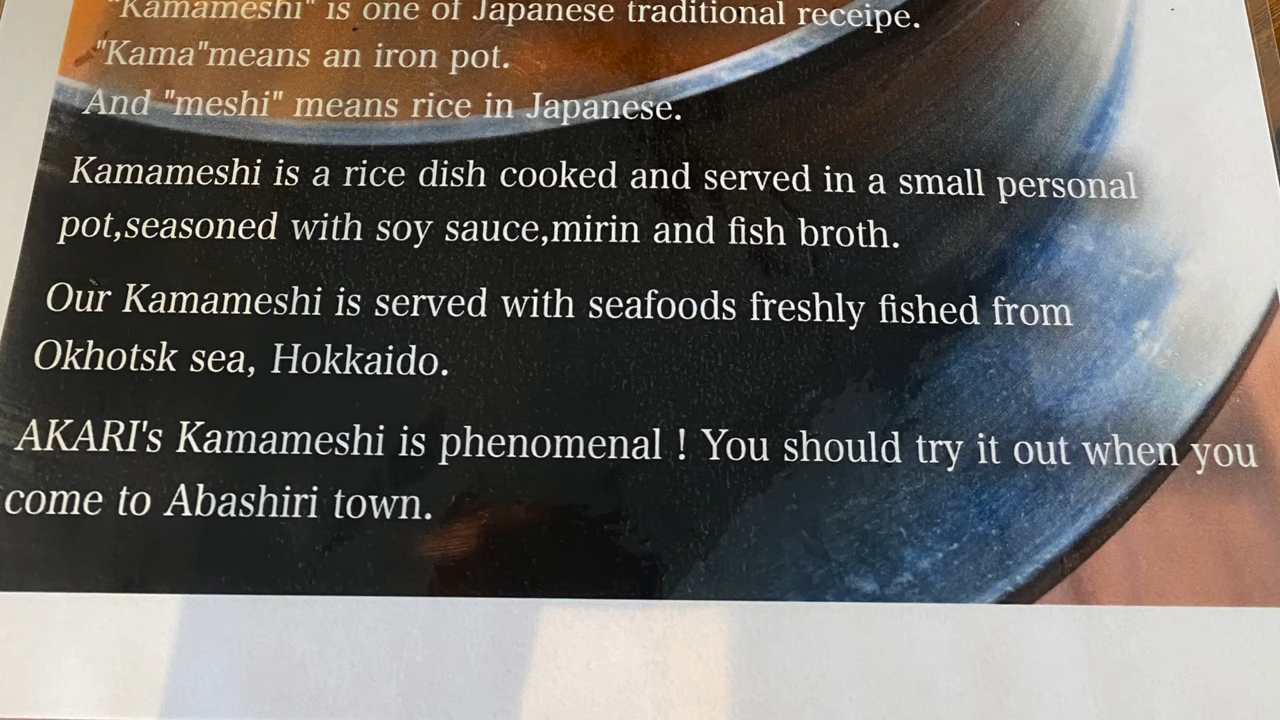 "Kamameshi" is one of Japanese traditional receipe.
"Kama"means an iron pot.
And "meshi" means rice in Japanese.
Kamameshi is a rice dish cooked and served in a small personal
pot,seasoned with soy sauce,mirin and fish broth.
Our Kamameshi is served with seafoods freshly fished from
Okhotsk sea, Hokkaido.
AKARI's Kamameshi is phenomenal ! You should try it out when you
come to Abashiri town.